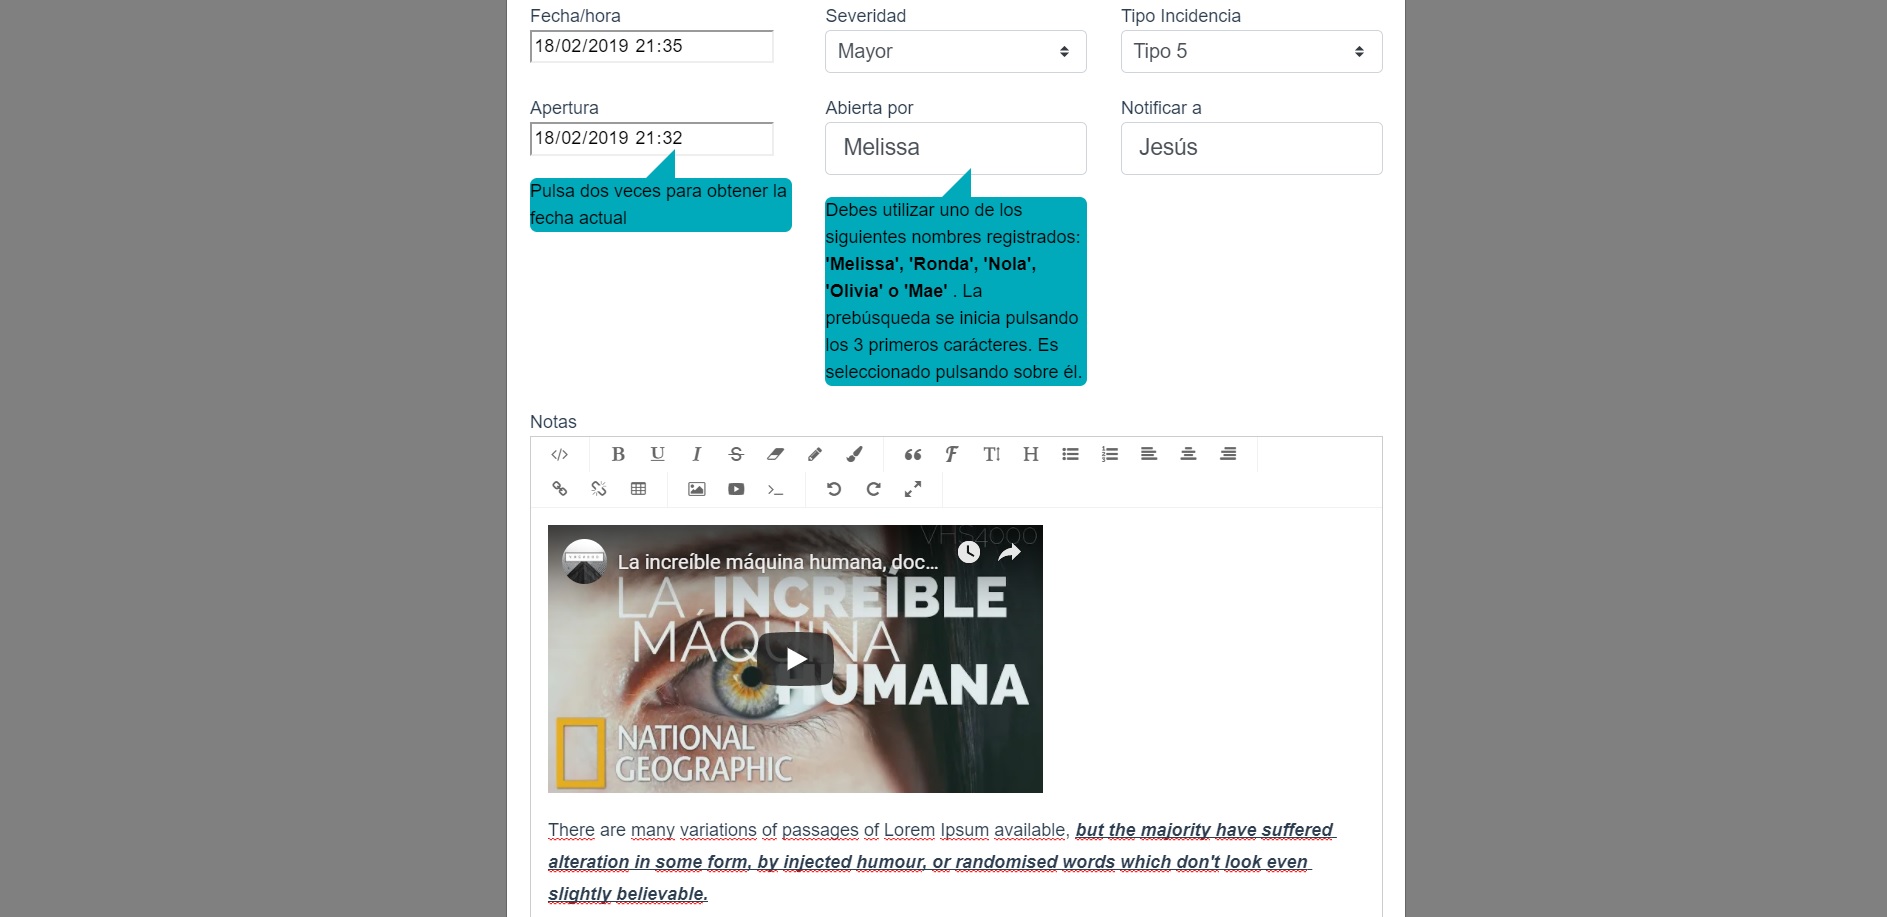 Fecha/hora
Severidad
Tipo Incidencia
18/02/2019 21:35
Mayor
Tipo 5
Apertura
Abierta por
Notificar a
18/02/2019 21:32
Melissa
Jesús
Pulsa dos veces para obtener la
fecha actual
Debes utilizar uno de los
siguientes nombres registrados:
'Melissa', 'Ronda', 'Nola',
'Olivia' o 'Mae' . La
prebúsqueda se inicia pulsando
los 3 primeros carácteres. Es
seleccionado pulsando sobre él.
Notas
VHS4000
La increíble máquina humana, doc...
LA INCREÍBLE
MÁQUINA
HUMANA
NATIONAL
GEOGRAPHIC
There are many variations of passages of Lorem Ipsum available, but the majority have suffered
alteration in some form, by injected humour, or randomised words which don't look even
slightly believable.